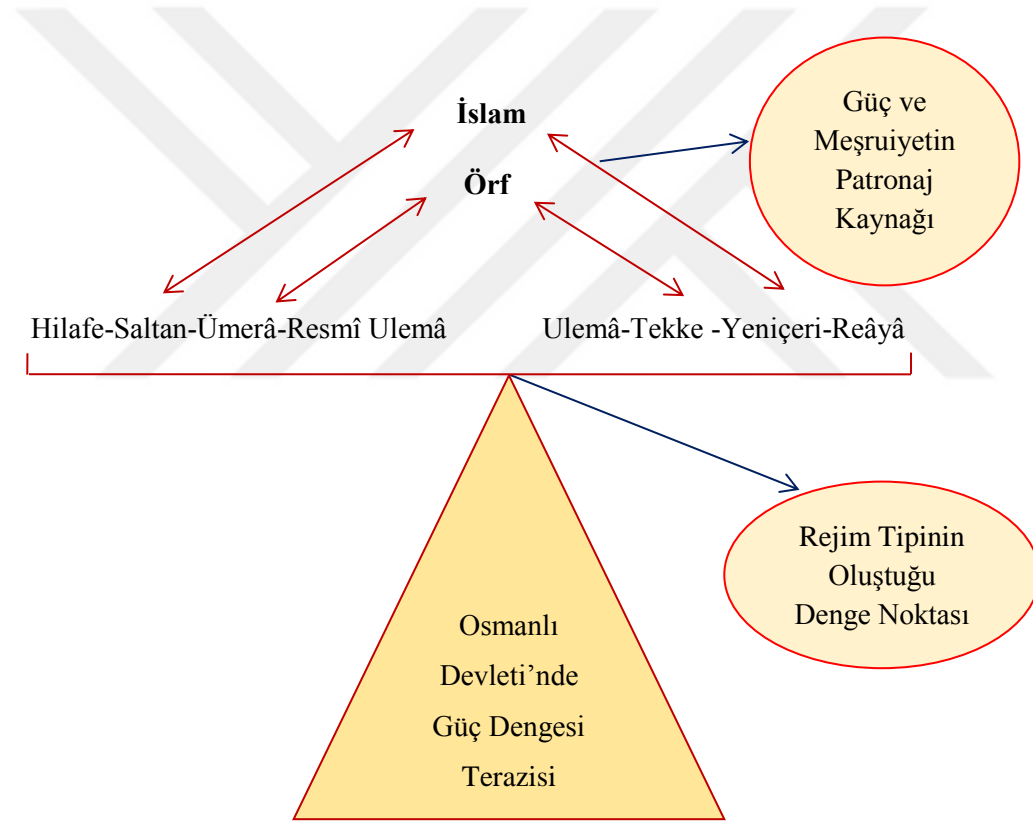 İslam
Örf
Güç ve
Meşruiyetin
Patronaj
Kaynağı
Hilafe-Saltan-Ümerâ-Resmî Ulemâ
Ulemâ-Tekke -Yeniçeri-Reâyâ
Rejim Tipinin
Oluştuğu
Denge Noktası
Osmanlı
Devleti’nde
Güç Dengesi
Terazisi